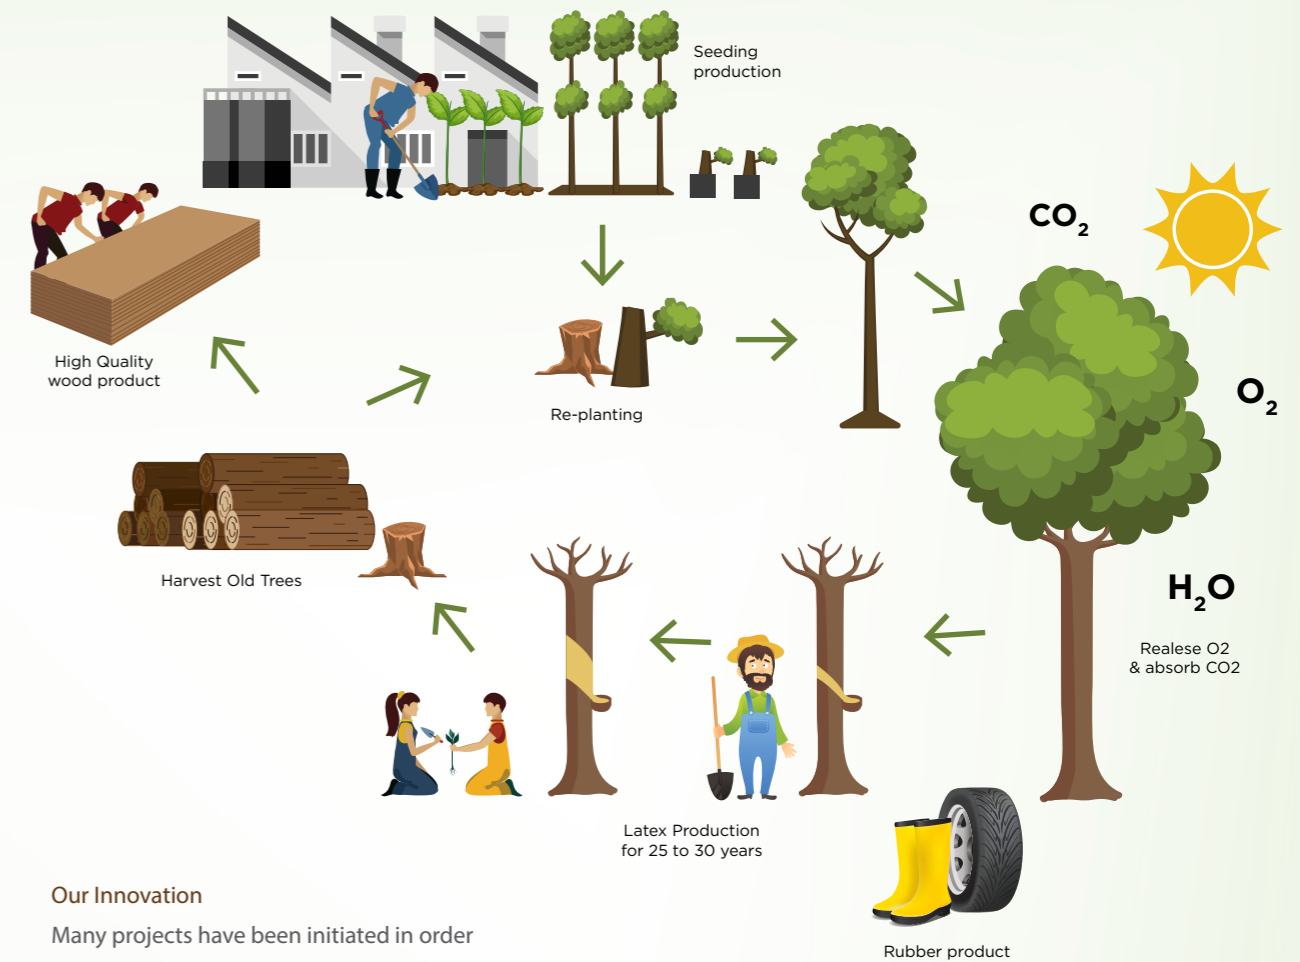 Seeding
production
CO2
High Quality
wood product
Re-planting
O2
Harvest Old Trees
H2O
Realese O2
& absorb CO2
Latex Production
for 25 to 30 years
Our Innovation
Many projects have been initiated in order
Rubber product